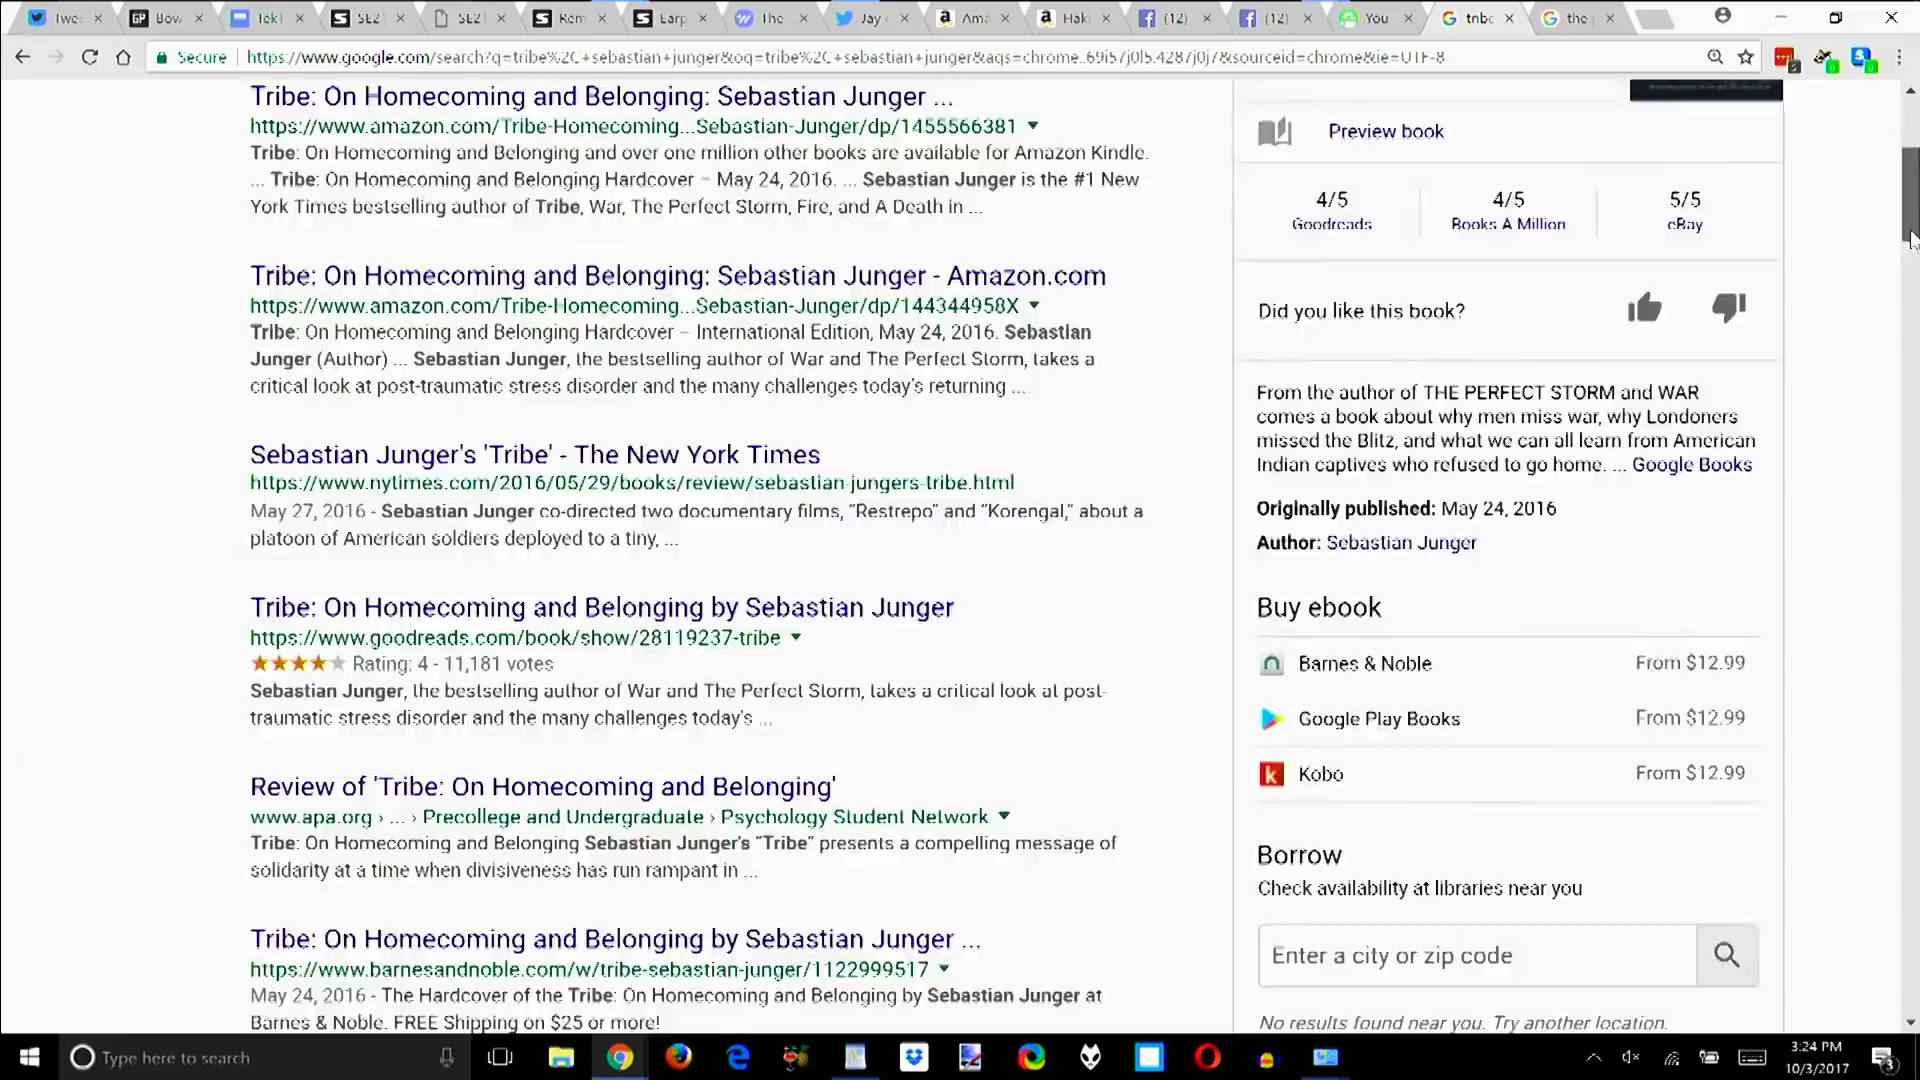 Twee
GP Bow
Tekl
SE2
SE2
Rem
Earp
The
Jay
Ama
Hak
(12)
(12)
You
tribe
the
Secure
https://www.google.com/search?q=tribe%2C+sebastian+junger&oq=tribe%2C+sebastian+junger&aqs=chrome..69i57j0l5.4287j0j7&sourceid=chrome&ie=UTF-8
Tribe: On Homecoming and Belonging: Sebastian Junger ...
https://www.amazon.com/Tribe-Homecoming...Sebastian-Junger/dp/1455566381
Tribe: On Homecoming and Belonging and over one million other books are available for Amazon Kindle.
... Tribe: On Homecoming and Belonging Hardcover – May 24, 2016. ... Sebastian Junger is the #1 New
York Times bestselling author of Tribe, War, The Perfect Storm, Fire, and A Death in ...
Tribe: On Homecoming and Belonging: Sebastian Junger - Amazon.com
https://www.amazon.com/Tribe-Homecoming...Sebastian-Junger/dp/144344958X
Tribe: On Homecoming and Belonging Hardcover – International Edition, May 24, 2016. Sebastian
Junger (Author) ... Sebastian Junger, the bestselling author of War and The Perfect Storm, takes a
critical look at post-traumatic stress disorder and the many challenges today's returning ...
Sebastian Junger's 'Tribe' - The New York Times
https://www.nytimes.com/2016/05/29/books/review/sebastian-jungers-tribe.html
May 27, 2016 - Sebastian Junger co-directed two documentary films, “Restrepo” and “Korengal,” about a
platoon of American soldiers deployed to a tiny, ...
Tribe: On Homecoming and Belonging by Sebastian Junger
https://www.goodreads.com/book/show/28119237-tribe
Rating: 4 - 11,181 votes
Sebastian Junger, the bestselling author of War and The Perfect Storm, takes a critical look at post-
traumatic stress disorder and the many challenges today's ...
Review of 'Tribe: On Homecoming and Belonging'
www.apa.org › ... › Precollege and Undergraduate › Psychology Student Network
Tribe: On Homecoming and Belonging Sebastian Junger's “Tribe” presents a compelling message of
solidarity at a time when divisiveness has run rampant in ...
Tribe: On Homecoming and Belonging by Sebastian Junger ...
https://www.barnesandnoble.com/w/tribe-sebastian-junger/1122999517
May 24, 2016 - The Hardcover of the Tribe: On Homecoming and Belonging by Sebastian Junger at
Barnes & Noble. FREE Shipping on $25 or more!
Preview book
4/5
Goodreads
4/5
Books A Million
5/5
eBay
Did you like this book?
From the author of THE PERFECT STORM and WAR
comes a book about why men miss war, why Londoners
missed the Blitz, and what we can all learn from American
Indian captives who refused to go home. ... Google Books
Originally published: May 24, 2016
Author: Sebastian Junger
Buy ebook
Barnes & Noble From $12.99
Google Play Books From $12.99
Kobo From $12.99
Borrow
Check availability at libraries near you
Enter a city or zip code
No results found near you. Try another location.
Type here to search
3:24 PM
10/3/2017
3